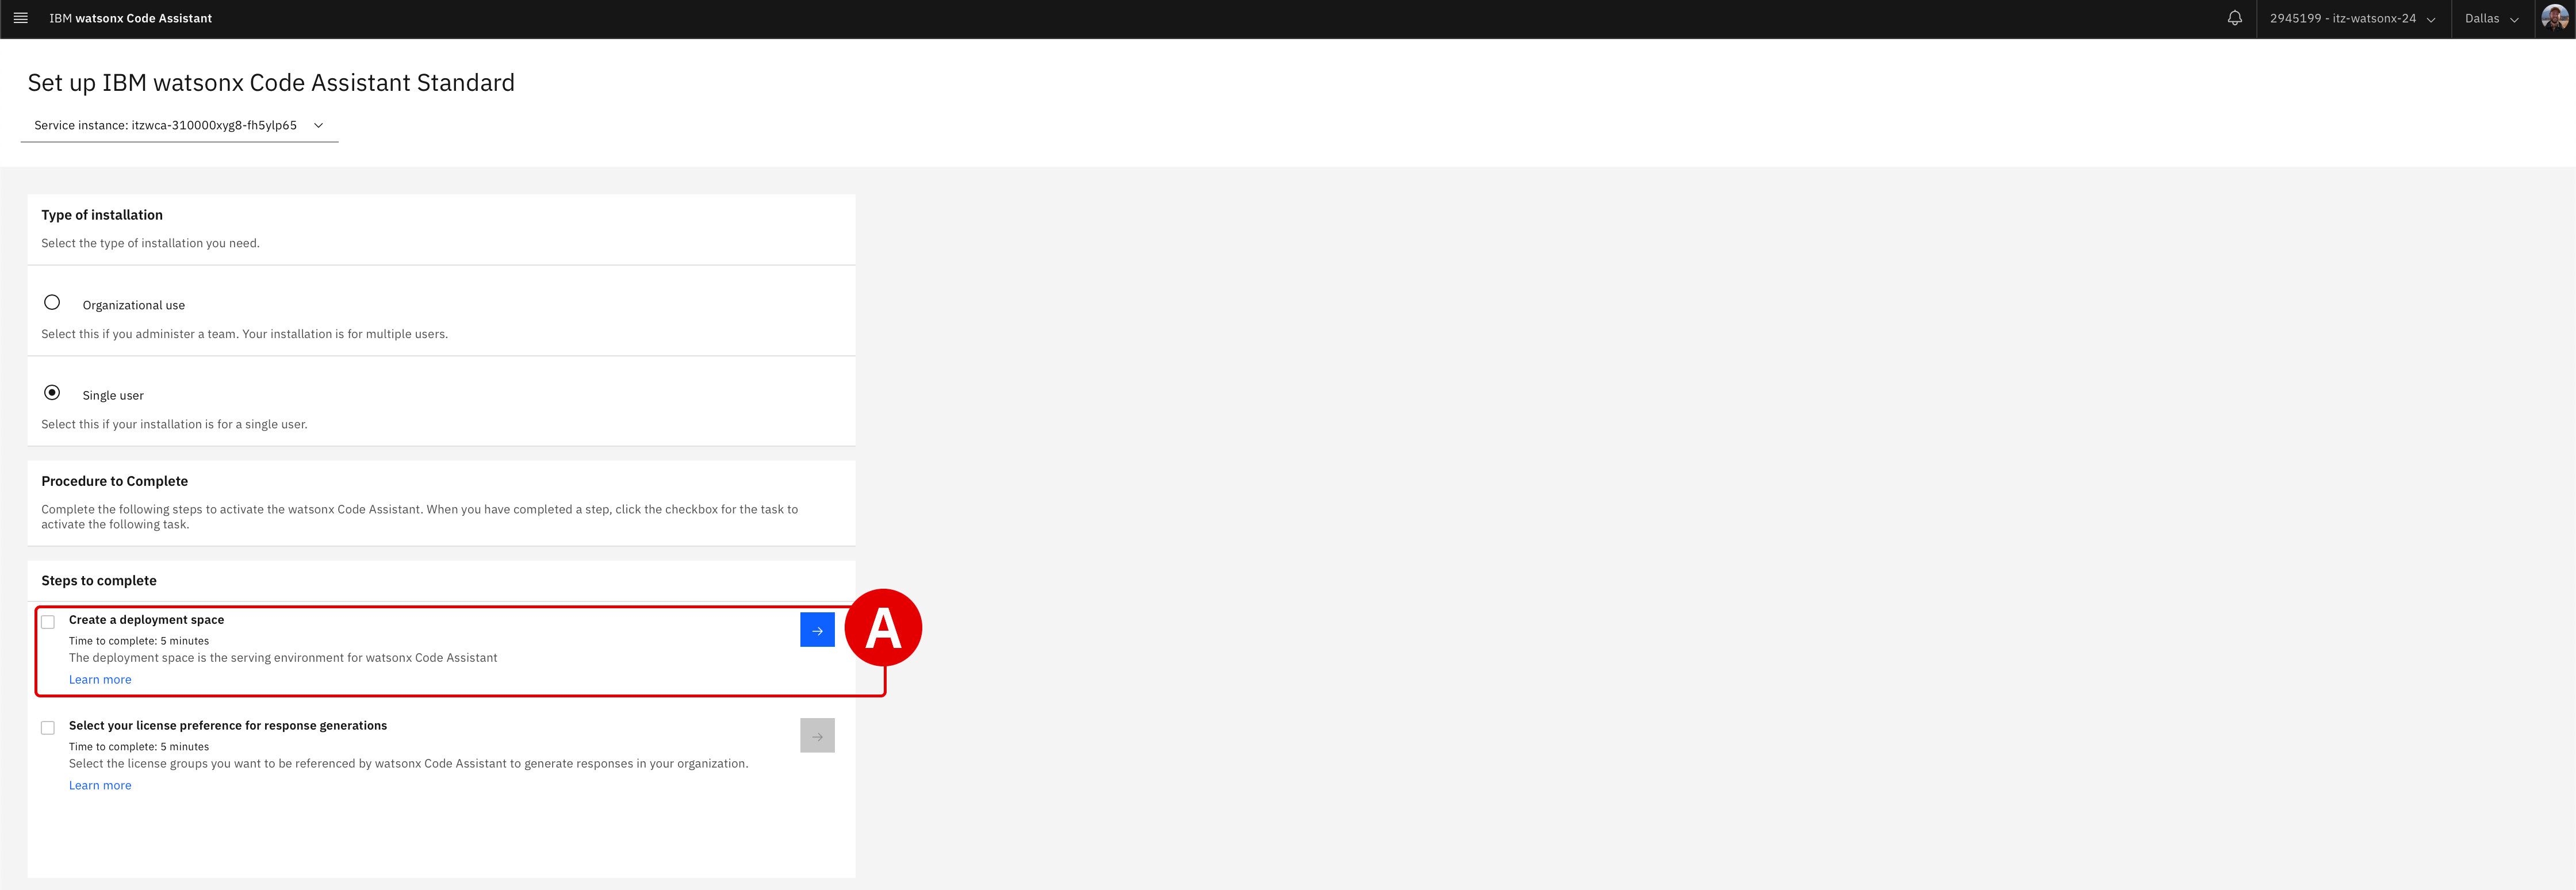 IBM watsonx Code Assistant
2945199 - itz-watsonx-24
Dallas
Set up IBM watsonx Code Assistant Standard
Service instance: itzwca-310000xyg8-fh5ylp65
Type of installation
Select the type of installation you need.
Organizational use
Select this if you administer a team. Your installation is for multiple users.
Single user
Select this if your installation is for a single user.
Procedure to Complete
Complete the following steps to activate the watsonx Code Assistant. When you have completed a step, click the checkbox for the task to
activate the following task.
Steps to complete
Create a deployment space
Time to complete: 5 minutes
The deployment space is the serving environment for watsonx Code Assistant
Learn more
A
Select your license preference for response generations
Time to complete: 5 minutes
Select the license groups you want to be referenced by watsonx Code Assistant to generate responses in your organization.
Learn more